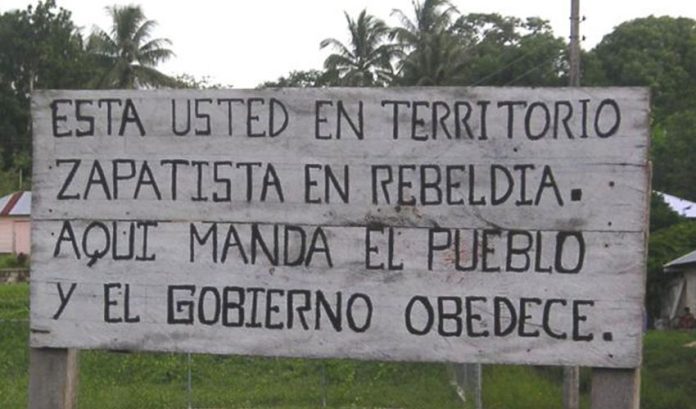 ESTA USTED EN TERRITORIO
ZAPATISTA EN REBELDIA.
AQUI MANDA EL PUEBLO
Y EL GOBIERNO OBEDECE.